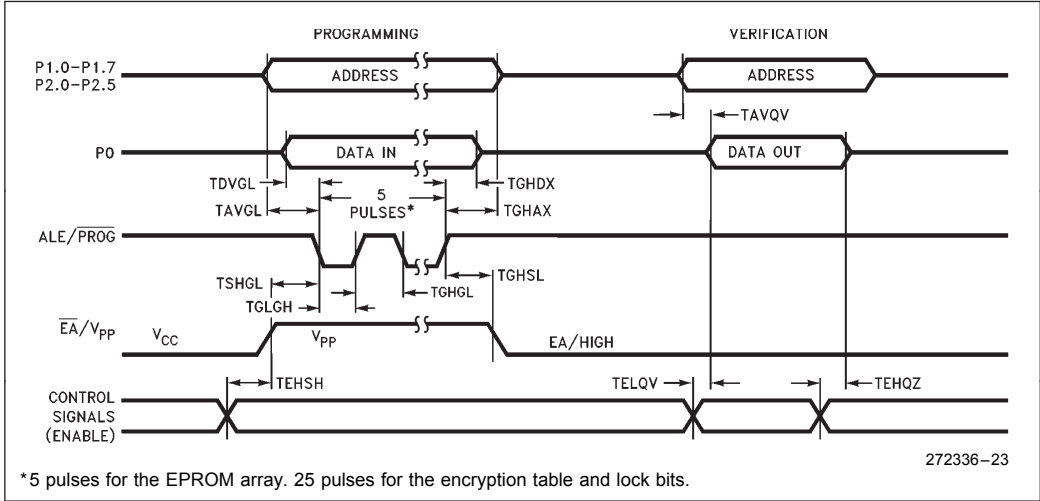 PROGRAMMING
VERIFICATION
P1.0–P1.7
P2.0–P2.5
ADDRESS
ADDRESS
TAVQV
P0
DATA IN
DATA OUT
TDVGL
TGHDX
5
PULSES*
TAVGL
TGHAX
ALE/PROG
TSHGL
TGHSL
TGLGH
TGHGL
EA/VPP
VCC
VPP
EA/HIGH
TEHSH
TELQV
TEHQZ
CONTROL
SIGNALS
(ENABLE)
272336–23
*5 pulses for the EPROM array. 25 pulses for the encryption table and lock bits.